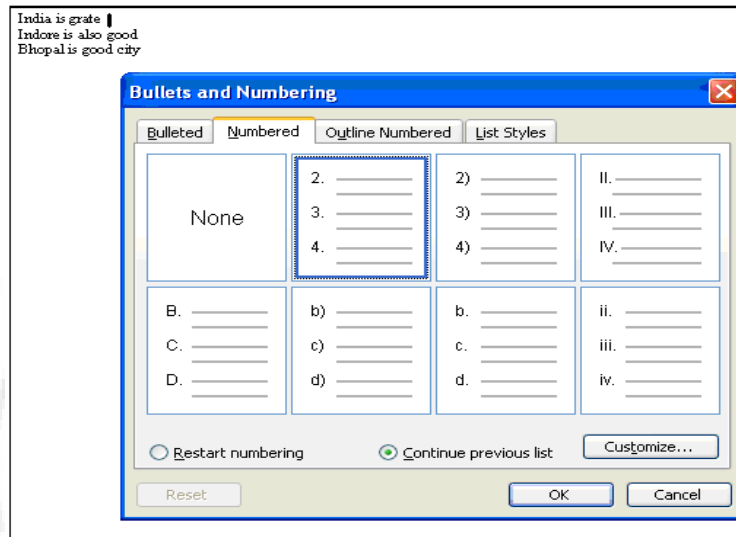 India is grate
Indore is also good
Bhopal is good city
Bullets and Numbering
Bulleted Numbered Outline Numbered List Styles
None
2.
3.
4.
2)
3)
4)
II.
III.
IV.
B.
C.
D.
b)
c)
d)
b.
c.
d.
ii.
iii.
iv.
Restart numbering Continue previous list Customize...
Reset OK Cancel